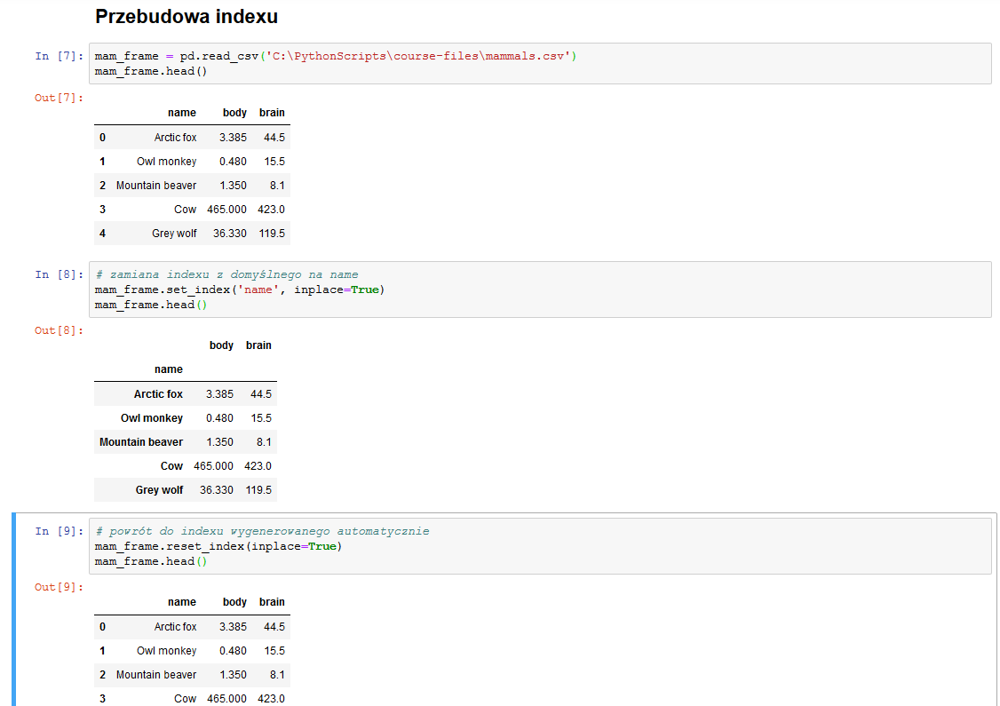 Przebudowa indexu
In [7]: mam_frame = pd.read_csv('C:\PythonScripts\course-files\mammals.csv')
mam_frame.head()
Out[7]:
name body brain
0 Arctic fox 3.385 44.5
1 Owl monkey 0.480 15.5
2 Mountain beaver 1.350 8.1
3 Cow 465.000 423.0
4 Grey wolf 36.330 119.5
In [8]: # zamiana indexu z domyślnego na name
mam_frame.set_index('name', inplace=True)
mam_frame.head()
Out[8]:
body brain
name
Arctic fox 3.385 44.5
Owl monkey 0.480 15.5
Mountain beaver 1.350 8.1
Cow 465.000 423.0
Grey wolf 36.330 119.5
In [9]: # powrót do indexu wygenerowanego automatycznie
mam_frame.reset_index(inplace=True)
mam_frame.head()
Out[9]:
name body brain
0 Arctic fox 3.385 44.5
1 Owl monkey 0.480 15.5
2 Mountain beaver 1.350 8.1
3 Cow 465.000 423.0